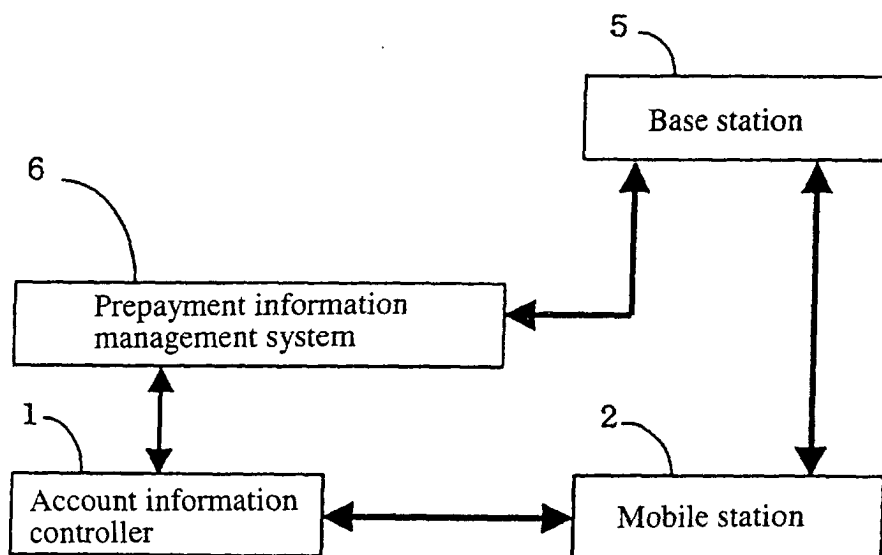 5
Base station
6
Prepayment information
management system
1
Account information
controller
2
Mobile station